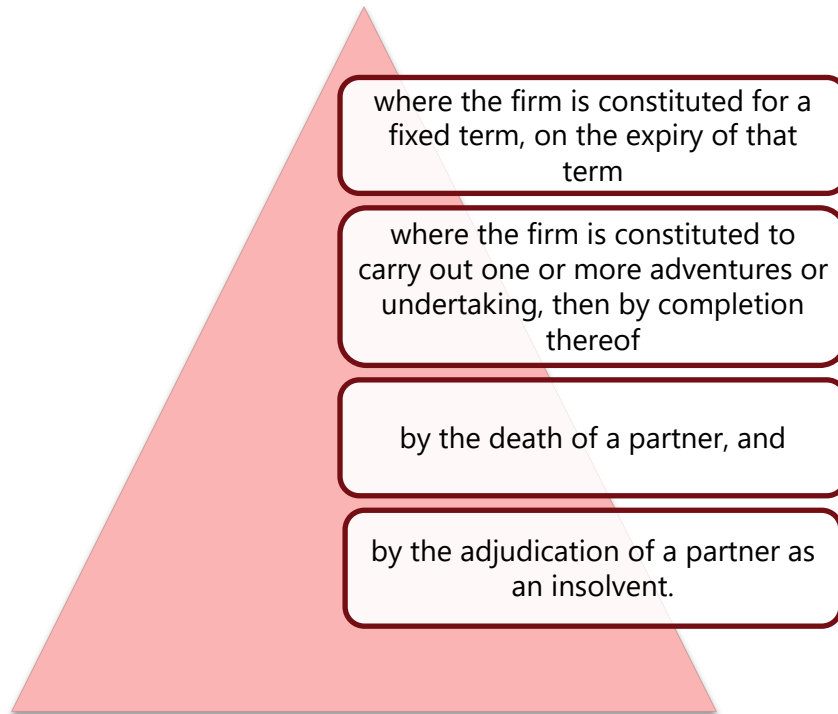 where the firm is constituted for a
fixed term, on the expiry of that
term
where the firm is constituted to
carry out one or more adventures or
undertaking, then by completion
thereof
by the death of a partner, and
by the adjudication of a partner as
an insolvent.